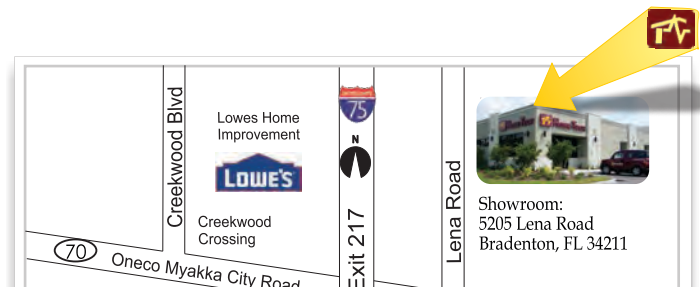 Creekwood Blvd
Lowes Home
Improvement
LOWE'S
Creekwood
Crossing
70
Oneco Myakka City Road
75
N
Exit 217
Lena Road
Showroom:
5205 Lena Road
Bradenton, FL 34211